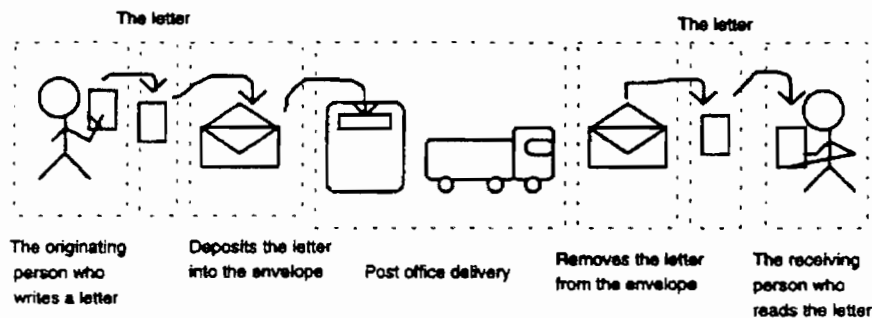 The letter
The letter
The originating
person who
writes a letter
Deposits the letter
into the envelope
Post office delivery
Removes the letter
from the envelope
The receiving
person who
reads the letter